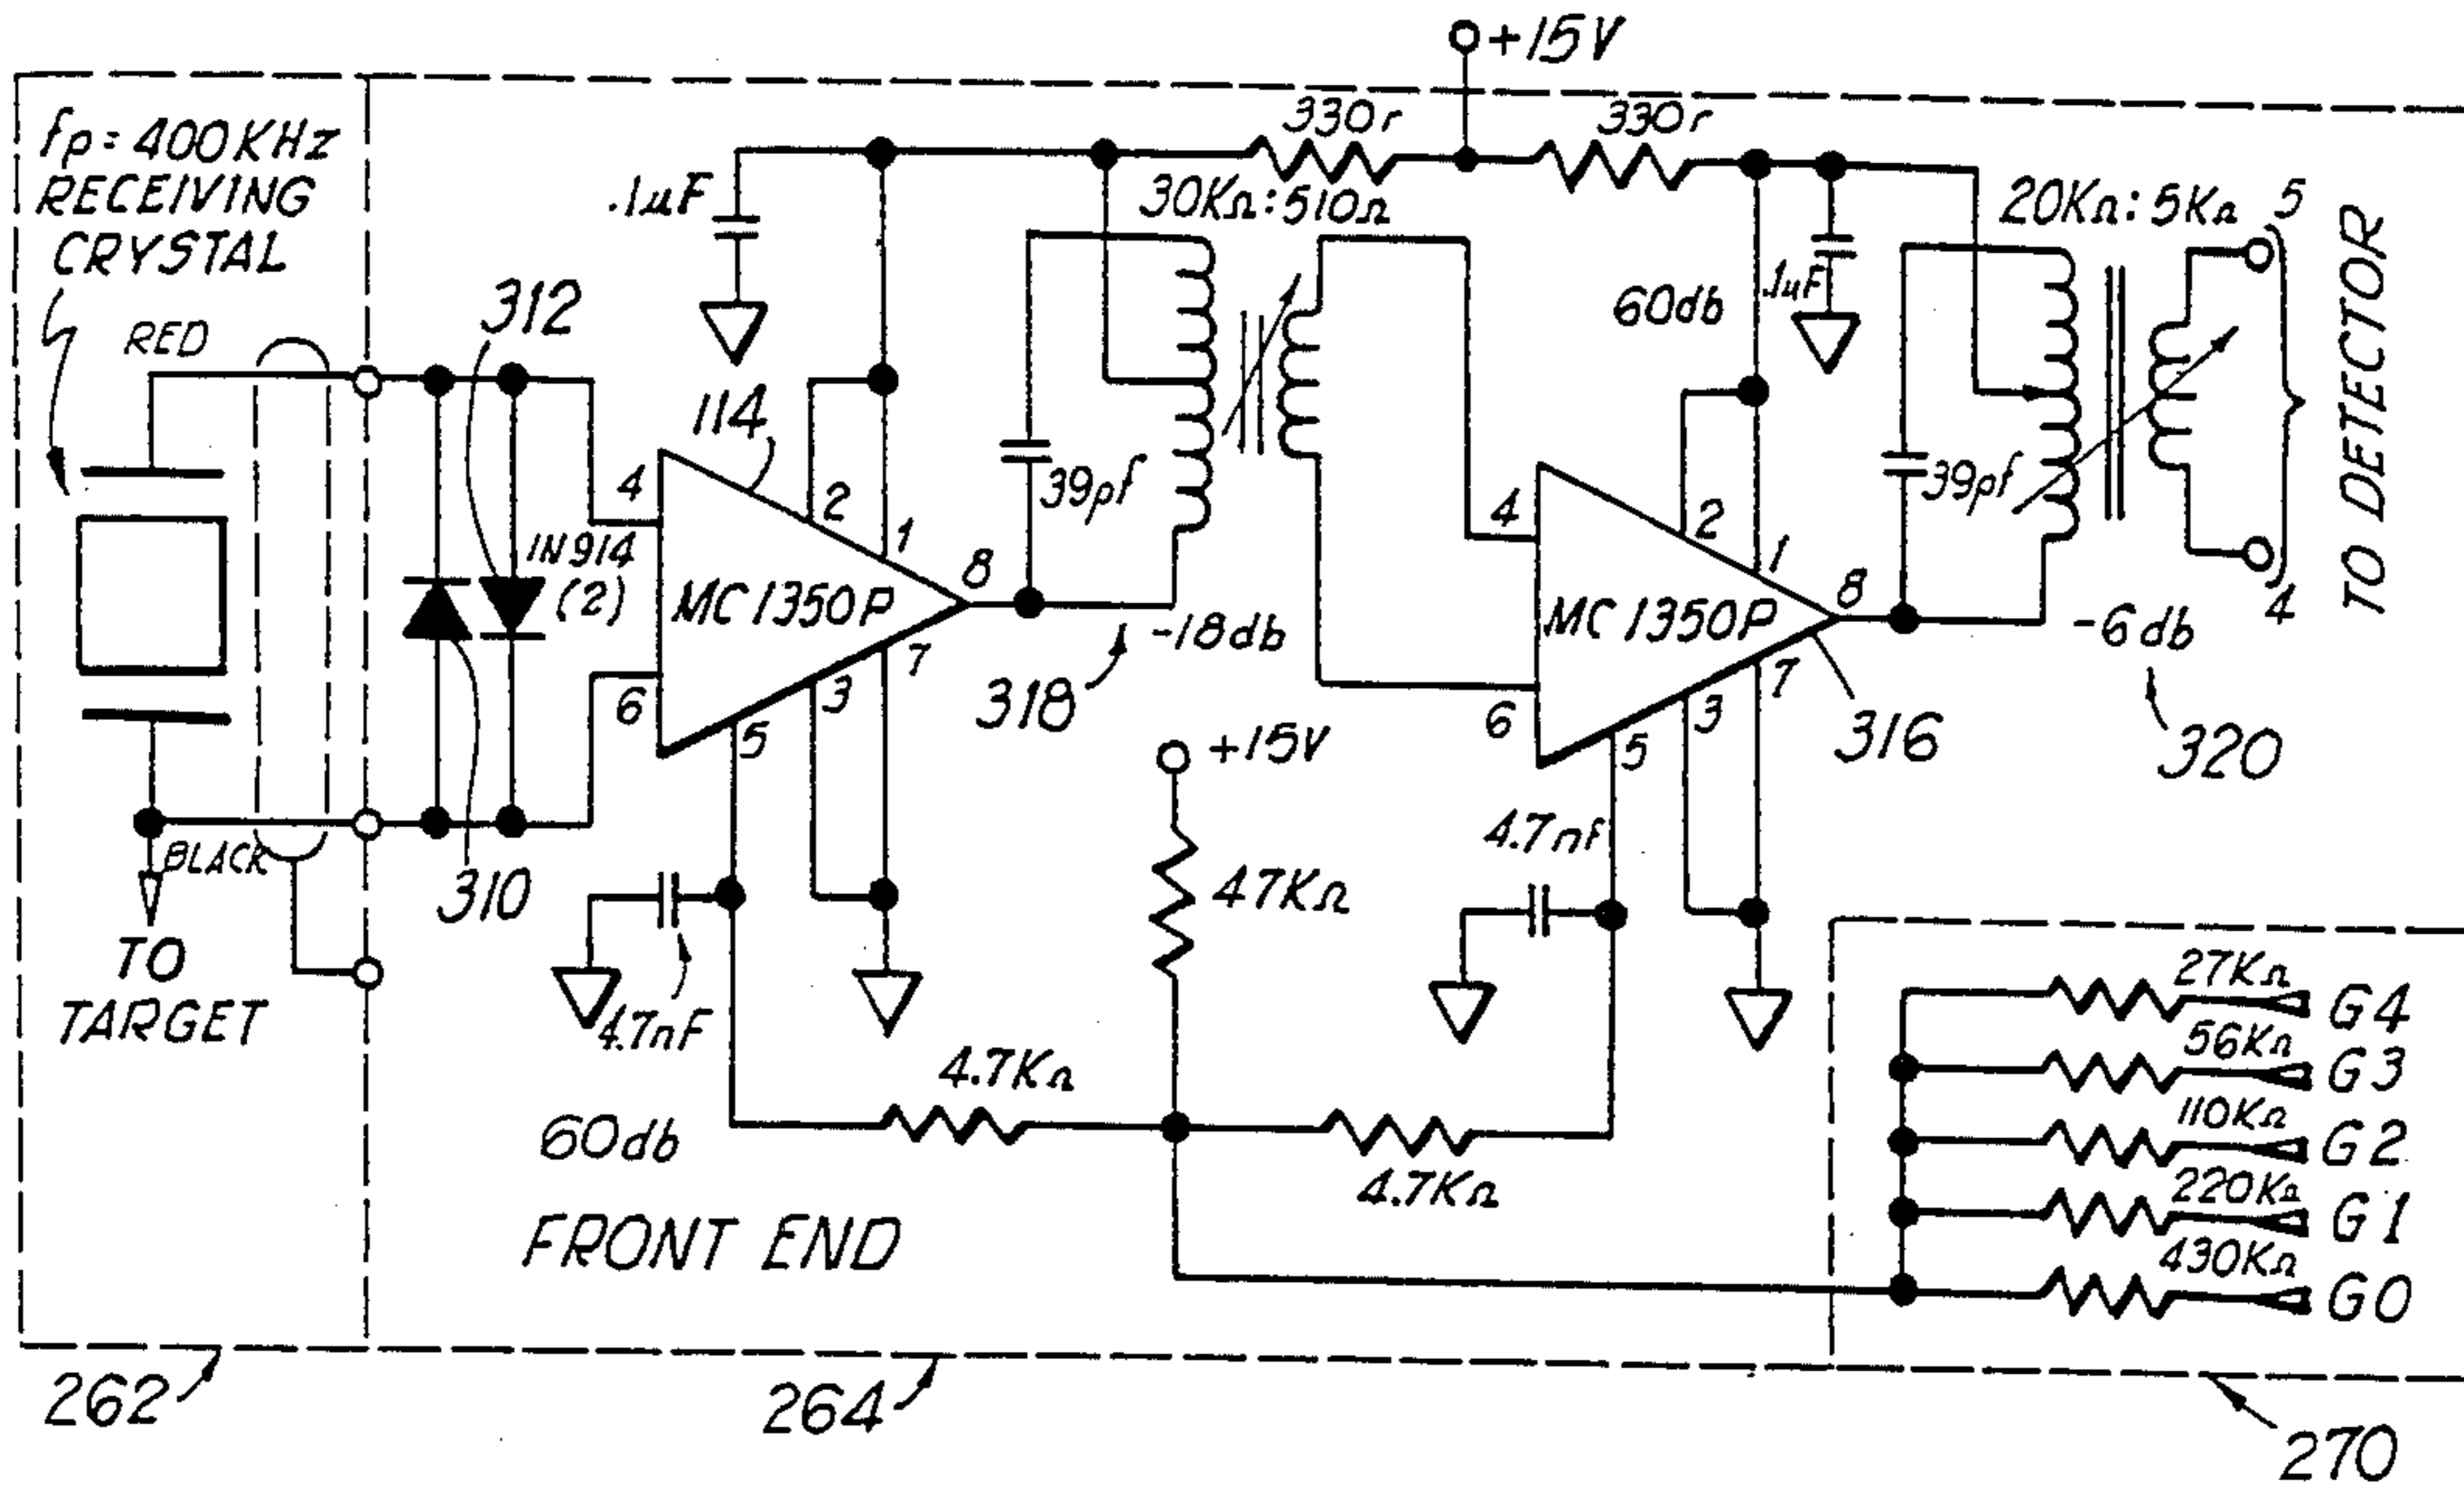 +15V
fp= 400KHz
RECEIVING
CRYSTAL
RED
BLACK
TO
TARGET
262
312
310
1N914
(2)
.1µF
114
4
6
2
1
8
7
3
5
MC1350P
4.7nF
60db
FRONT END
264
330r
330r
30KΩ:510Ω
39pf
-18db
318
+15V
47KΩ
4.7KΩ
4.7KΩ
60db
.1uF
4
6
2
1
8
7
3
5
MC1350P
316
4.7nf
20KΩ:5KΩ
39pf
-6db
320
5
4
TO DETECTOR
27KΩ
G4
56KΩ
G3
110KΩ
G2
220KΩ
G1
430KΩ
G0
270